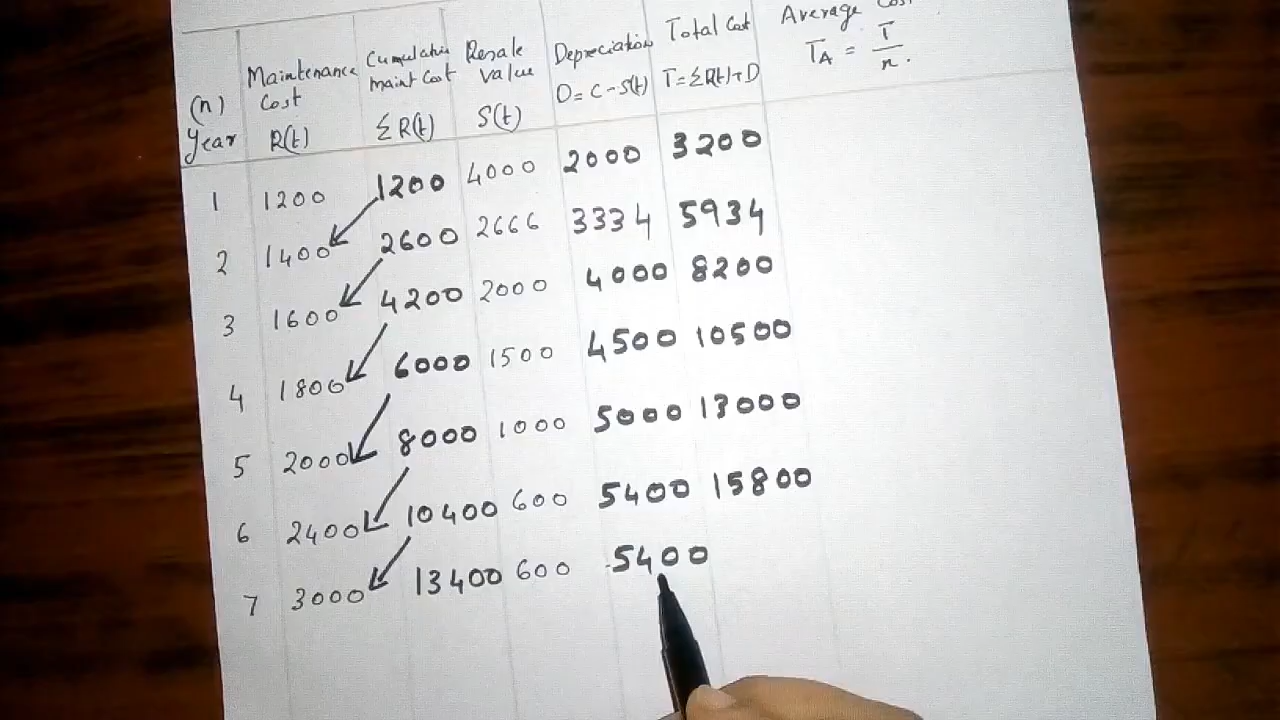 (n) Year Maintenance Cost R(t) Cumulative maint Cost ΣR(t) Resale Value S(t) Depreciation D = C - S(t) Total Cost T = ΣR(t)+D Average Cost TA = T/n.
1 1200 1200 4000 2000 3200
2 1400 2600 2666 3334 5934
3 1600 4200 2000 4000 8200
4 1800 6000 1500 4500 10500
5 2000 8000 1000 5000 13000
6 2400 10400 600 5400 15800
7 3000 13400 600 5400